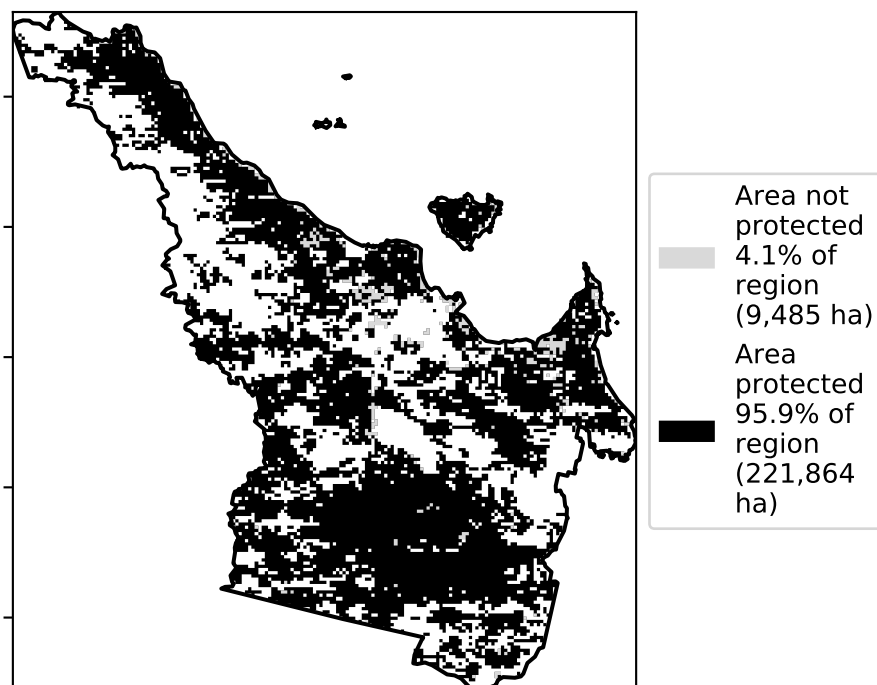 Area not
protected
4.1% of
region
(9,485 ha)
Area
protected
95.9% of
region
(221,864
ha)